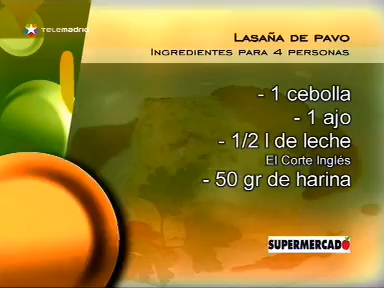 TELEMADRID
LASAÑA DE PAVO
INGREDIENTES PARA 4 PERSONAS
- 1 cebolla
- 1 ajo
- 1/2 l de leche
El Corte Inglés
- 50 gr de harina
SUPERMERCADO